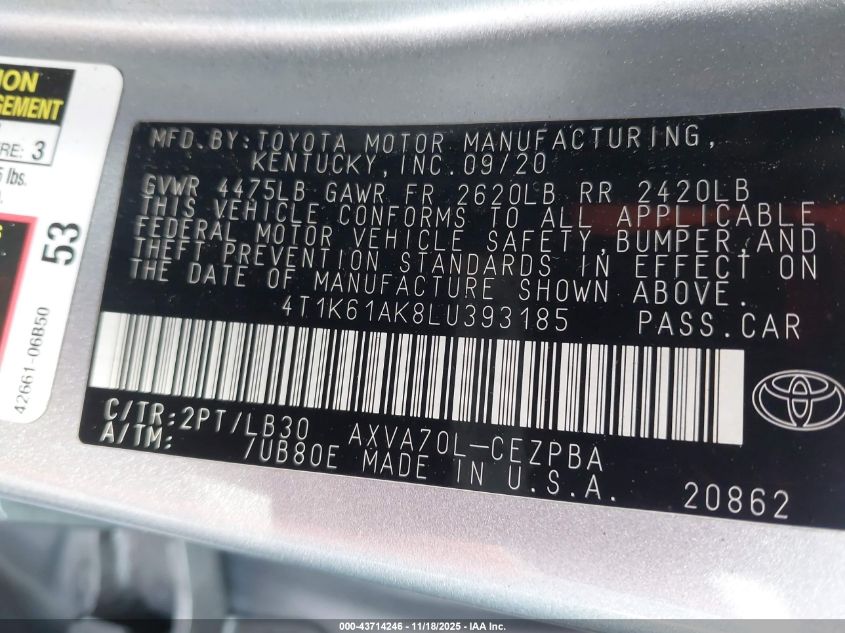 ION
GEMENT
RE: 3
lbs.
53
42661-06B50
MFD.BY:TOYOTA MOTOR MANUFACTURING,
KENTUCKY, INC. 09/20
GVWR 4475LB GAWR FR 2620LB RR 2420LB
THIS VEHICLE CONFORMS TO ALL APPLICABLE
FEDERAL MOTOR VEHICLE SAFETY, BUMPER, AND
THEFT PREVENTION STANDARDS IN EFFECT ON
THE DATE OF MANUFACTURE SHOWN ABOVE.
4T1K61AK8LU393185 PASS.CAR
C/TR:2PT/LB30 AXVA70L-CEZPBA
A/TM: /UB80E MADE IN U.S.A.
20862
000-43714246 - 11/18/2025 - IAA Inc.